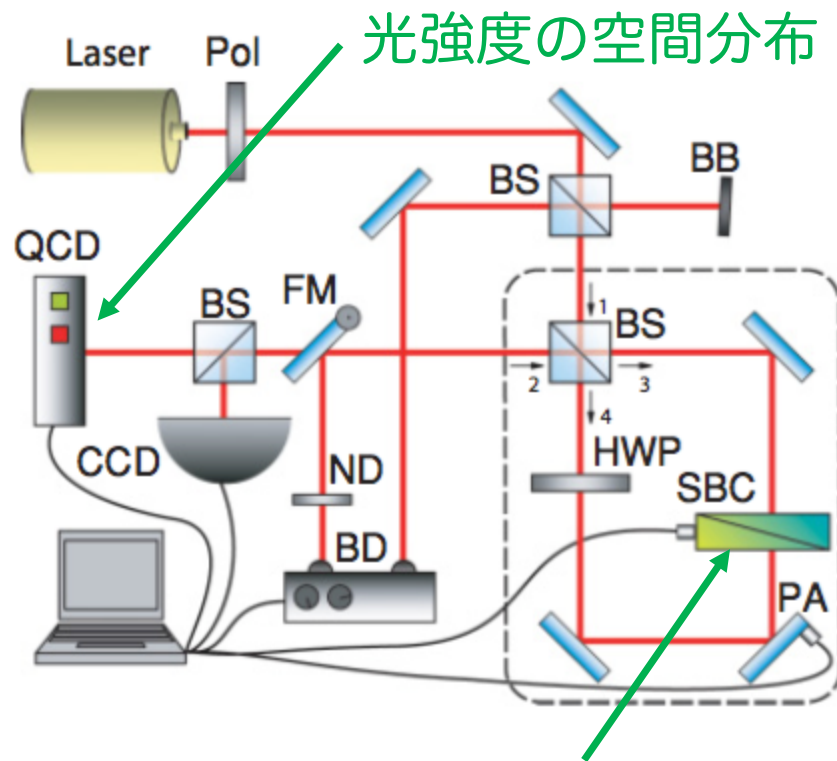 光強度の空間分布
Laser
Pol
BS
BB
QCD
BS
FM
1
BS
2
3
4
CCD
ND
HWP
SBC
BD
PA